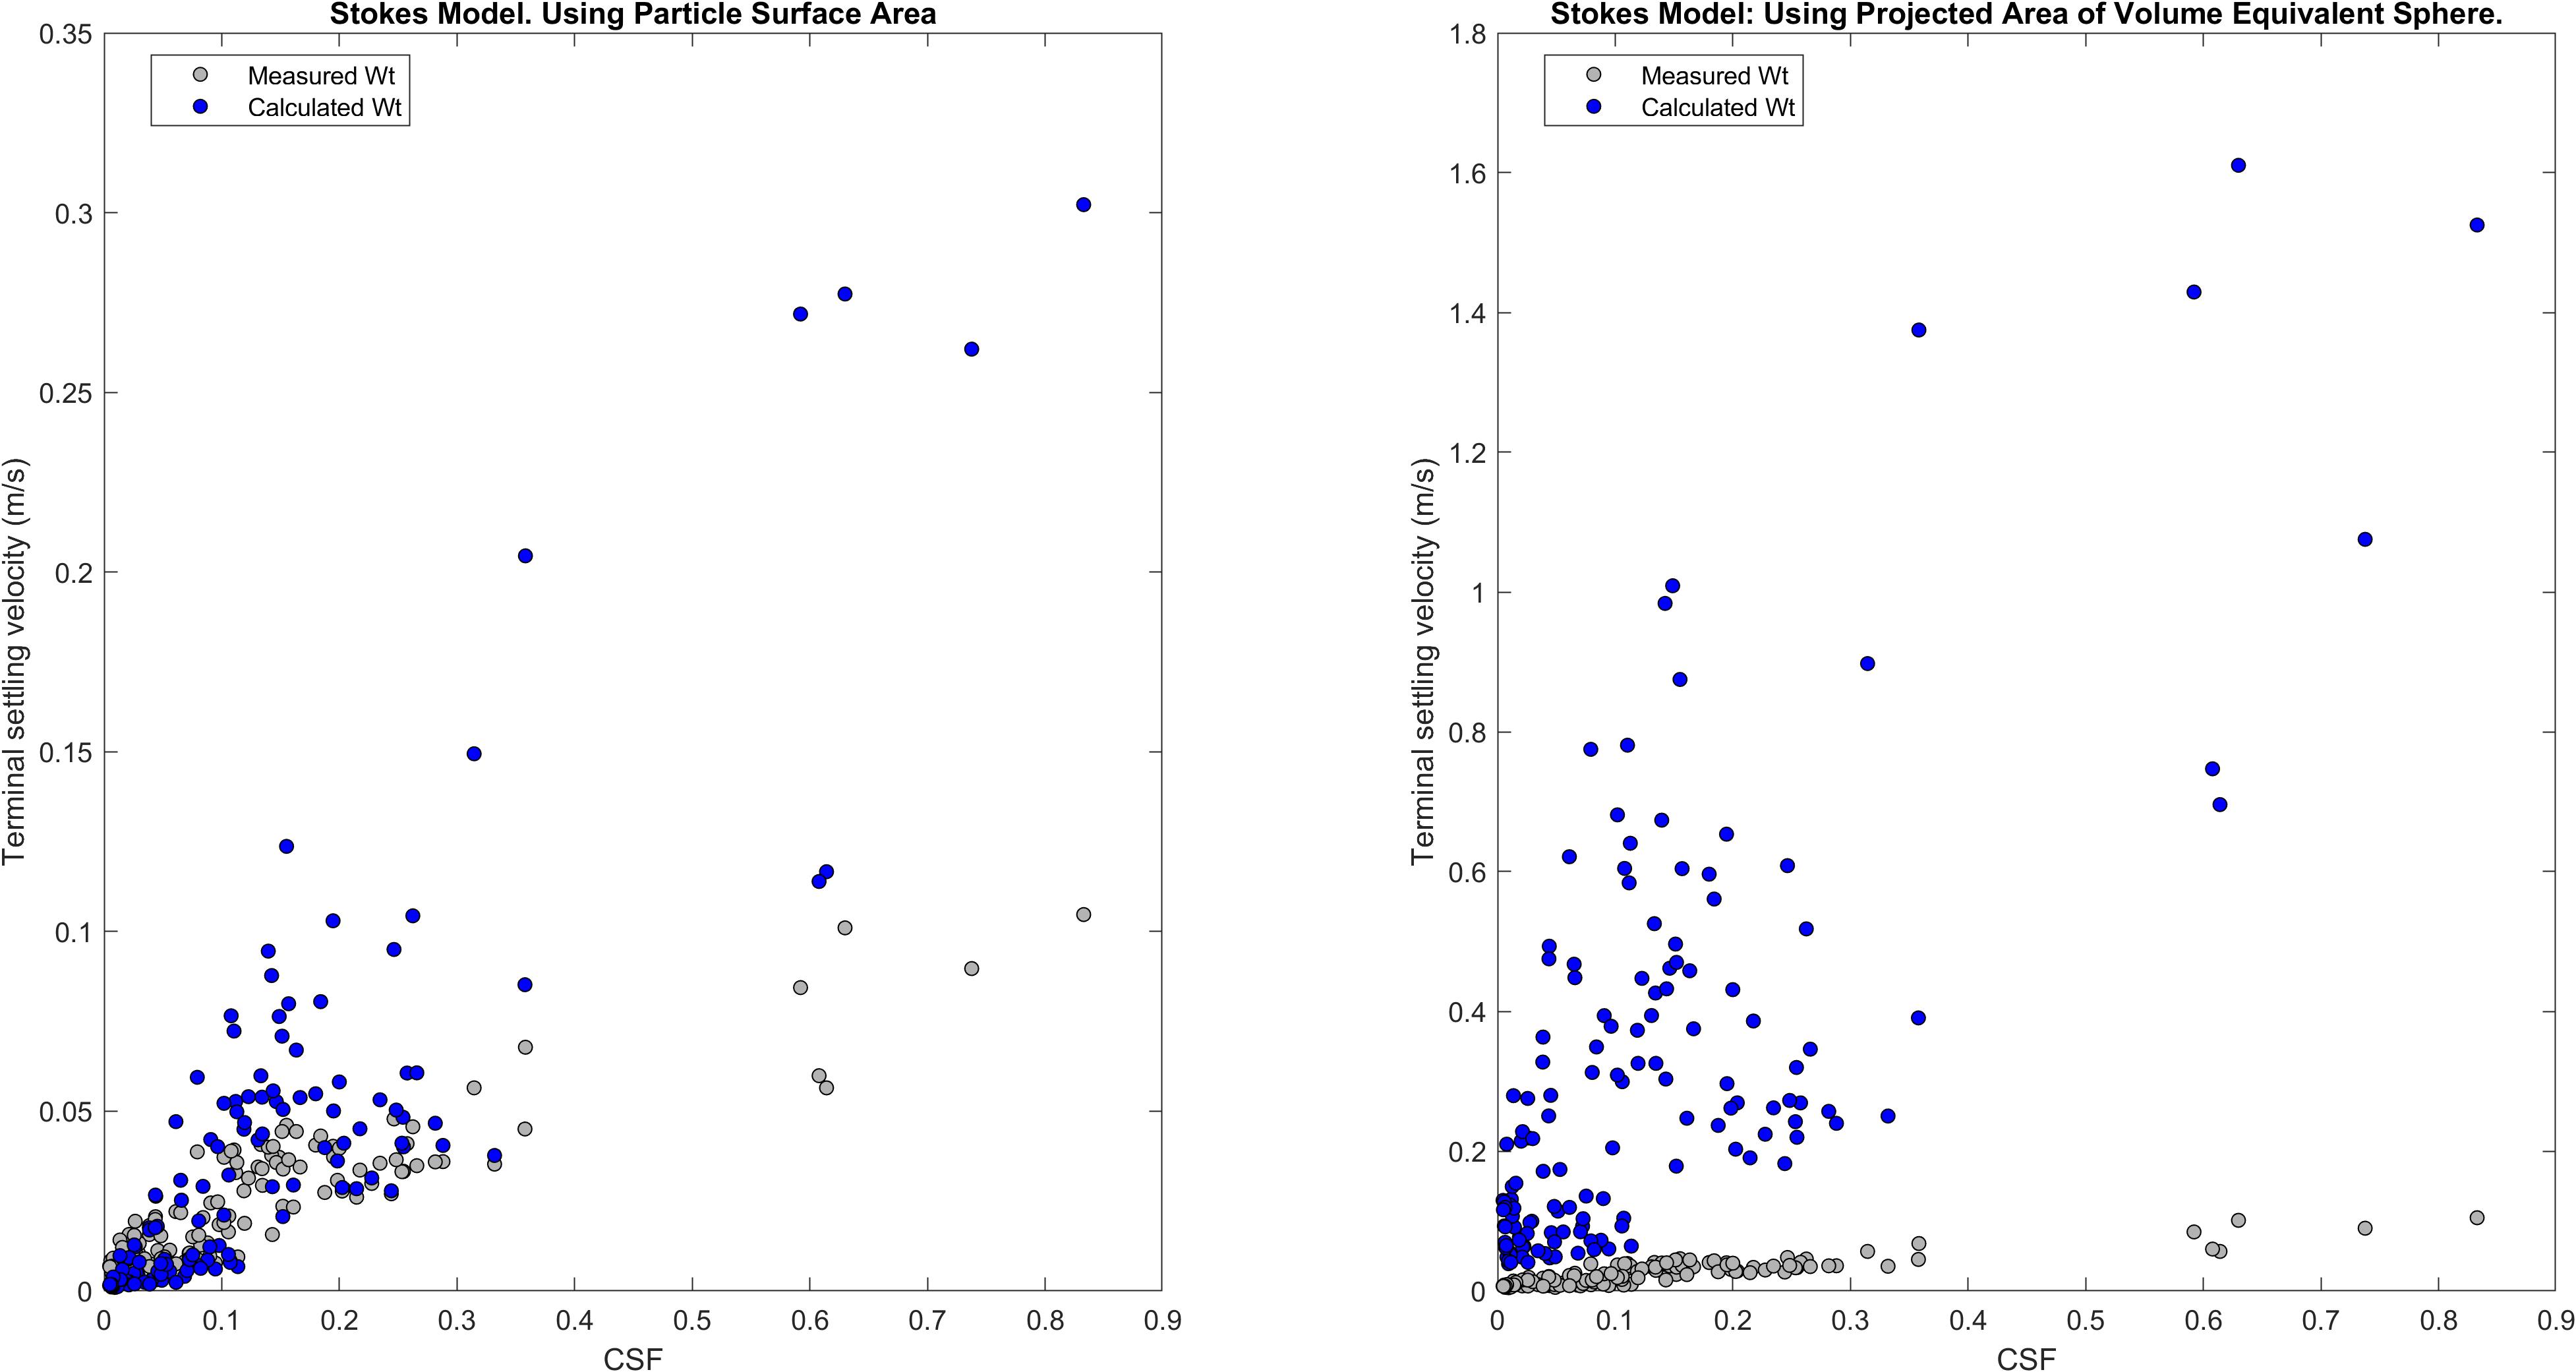 Stokes Model. Using Particle Surface Area
0.35
0.3
0.25
0.2
0.15
0.1
0.05
0
Terminal settling velocity (m/s)
Measured Wt
Calculated Wt
0 0.1 0.2 0.3 0.4 0.5 0.6 0.7 0.8 0.9
CSF
Stokes Model: Using Projected Area of Volume Equivalent Sphere.
1.8
1.6
1.4
1.2
1
0.8
0.6
0.4
0.2
0
Terminal settling velocity (m/s)
Measured Wt
Calculated Wt
0 0.1 0.2 0.3 0.4 0.5 0.6 0.7 0.8 0.9
CSF